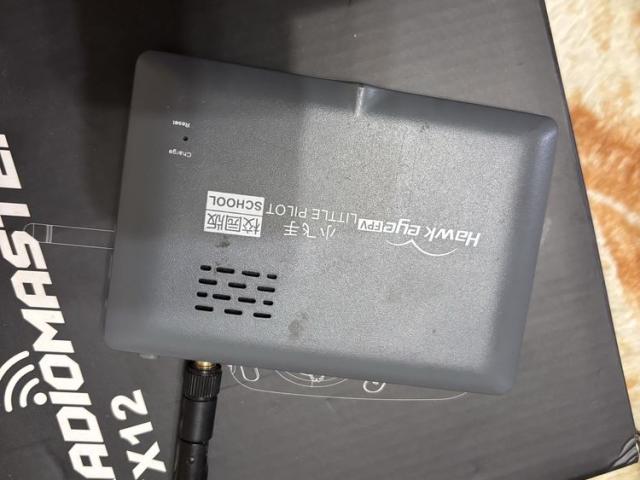 Hawk eye FPV
小飞手
LITTLE PILOT
校园版
SCHOOL
Charge
Reset
ADIOMASTE
X12